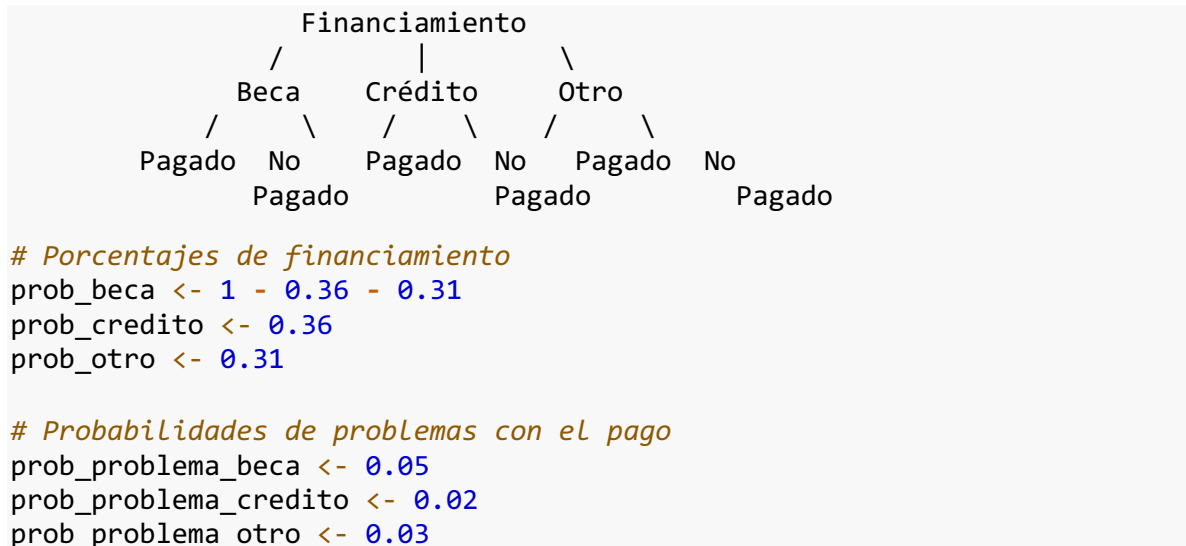 Financiamiento
/ | \
Beca Crédito Otro
/ \ / \ / \
Pagado No Pagado No Pagado No
Pagado Pagado Pagado
# Porcentajes de financiamiento
prob_beca <- 1 - 0.36 - 0.31
prob_credito <- 0.36
prob_otro <- 0.31
# Probabilidades de problemas con el pago
prob_problema_beca <- 0.05
prob_problema_credito <- 0.02
prob_problema_otro <- 0.03